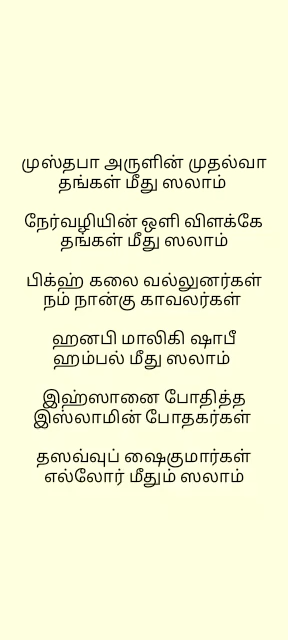 முஸ்தபா அருளின் முதல்வா
தங்கள் மீது ஸலாம்
நேர்வழியின் ஒளி விளக்கே
தங்கள் மீது ஸலாம்
பிக்ஹ் கலை வல்லுனர்கள்
நம் நான்கு காவலர்கள்
ஹனபி மாலிகி ஷாபீ
ஹம்பல் மீது ஸலாம்
இஹ்ஸானை போதித்த
இஸ்லாமின் போதகர்கள்
தஸவ்வுப் ஷைகுமார்கள்
எல்லோர் மீதும் ஸலாம்